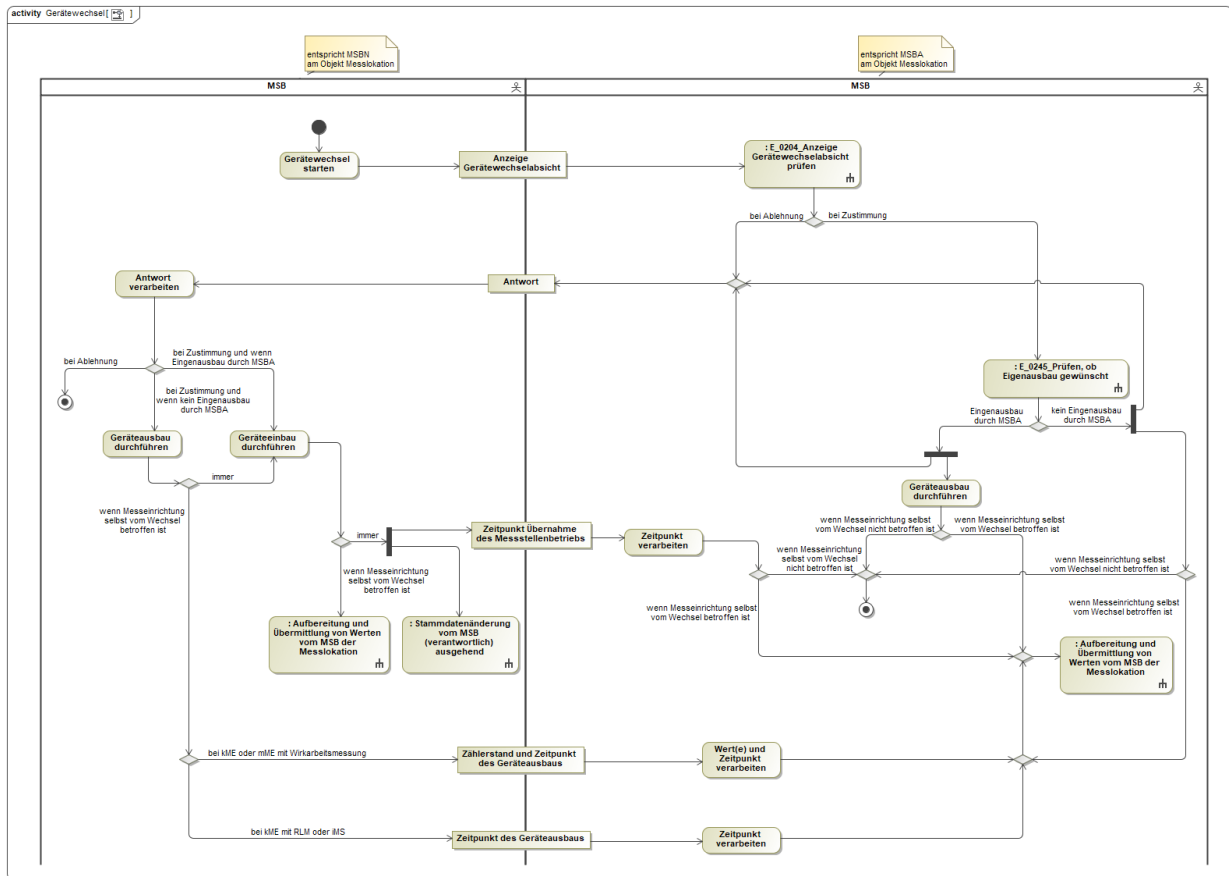 activity Gerätewechsel[ ]
entspricht MSBN
am Objekt Messlokation
entspricht MSBA
am Objekt Messlokation
MSB
MSB
Gerätewechsel
starten
Anzeige
Gerätewechselabsicht
: E_0204_Anzeige
Gerätewechselabsicht
prüfen
bei Ablehnung
bei Zustimmung
Antwort
verarbeiten
Antwort
bei Ablehnung
bei Zustimmung und wenn
Eingenausbau durch MSBA
bei Zustimmung und
wenn kein Eingenausbau
durch MSBA
: E_0245_Prüfen, ob
Eigenausbau gewünscht
Eingenausbau
durch MSBA
kein Eingenausbau
durch MSBA
Geräteausbau
durchführen
Geräteeinbau
durchführen
immer
wenn Messeinrichtung
selbst vom Wechsel
betroffen ist
Geräteausbau
durchführen
wenn Messeinrichtung selbst
vom Wechsel nicht betroffen ist
wenn Messeinrichtung selbst
vom Wechsel betroffen ist
immer
Zeitpunkt Übernahme
des Messstellenbetriebs
Zeitpunkt
verarbeiten
wenn Messeinrichtung
selbst vom Wechsel
nicht betroffen ist
wenn Messeinrichtung selbst
vom Wechsel nicht betroffen ist
wenn Messeinrichtung
selbst vom Wechsel
betroffen ist
wenn Messeinrichtung selbst
vom Wechsel betroffen ist
wenn Messeinrichtung selbst
vom Wechsel betroffen ist
: Aufbereitung und
Übermittlung von Werten
vom MSB der
Messlokation
: Stammdatenänderung
vom MSB
(verantwortlich)
ausgehend
: Aufbereitung und
Übermittlung von
Werten vom MSB der
Messlokation
bei kME oder mME mit Wirkarbeitsmessung
Zählerstand und Zeitpunkt
des Geräteausbaus
Wert(e) und
Zeitpunkt
verarbeiten
bei kME mit RLM oder iMS
Zeitpunkt des Geräteausbaus
Zeitpunkt
verarbeiten